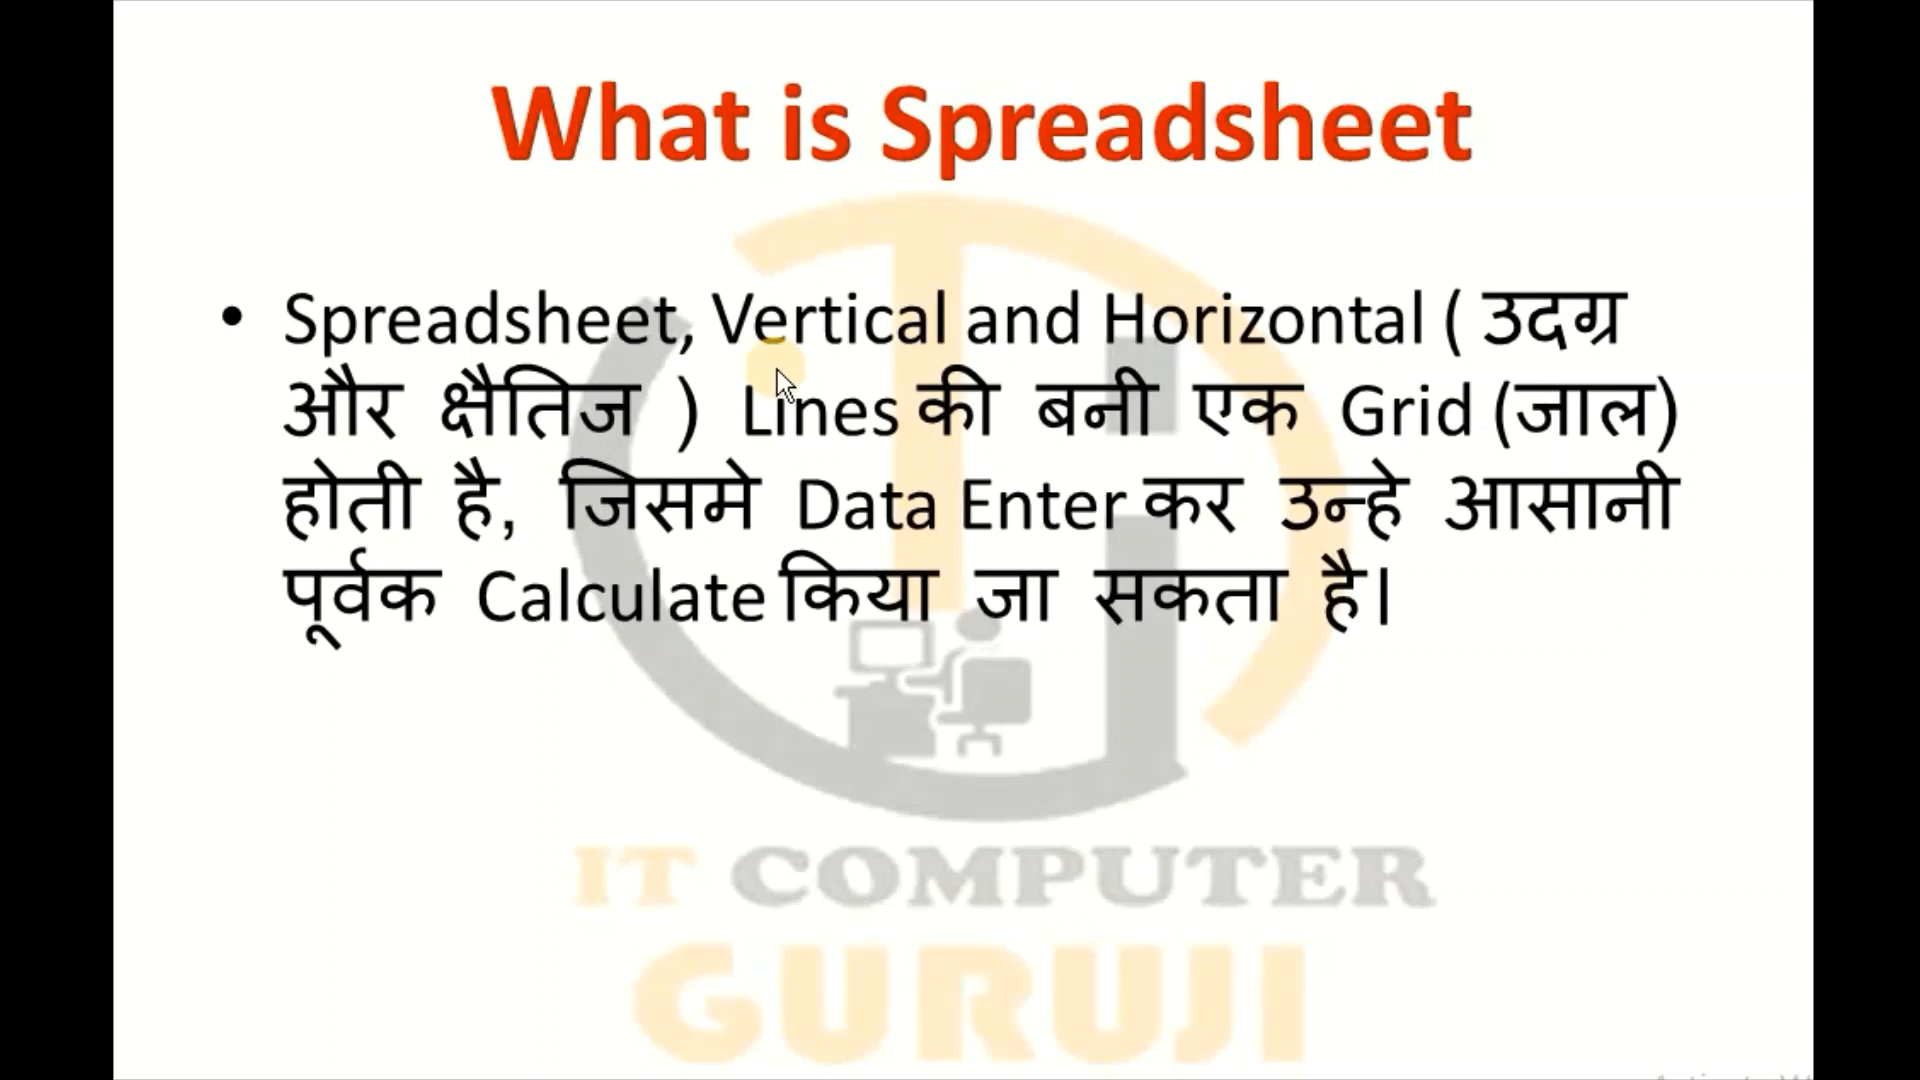 What is Spreadsheet
• Spreadsheet, Vertical and Horizontal ( उदग्र
और क्षैतिज ) Lines की बनी एक Grid (जाल)
होती है, जिसमे Data Enter कर उन्हे आसानी
पूर्वक Calculate किया जा सकता है।
IT COMPUTER
GURUJI